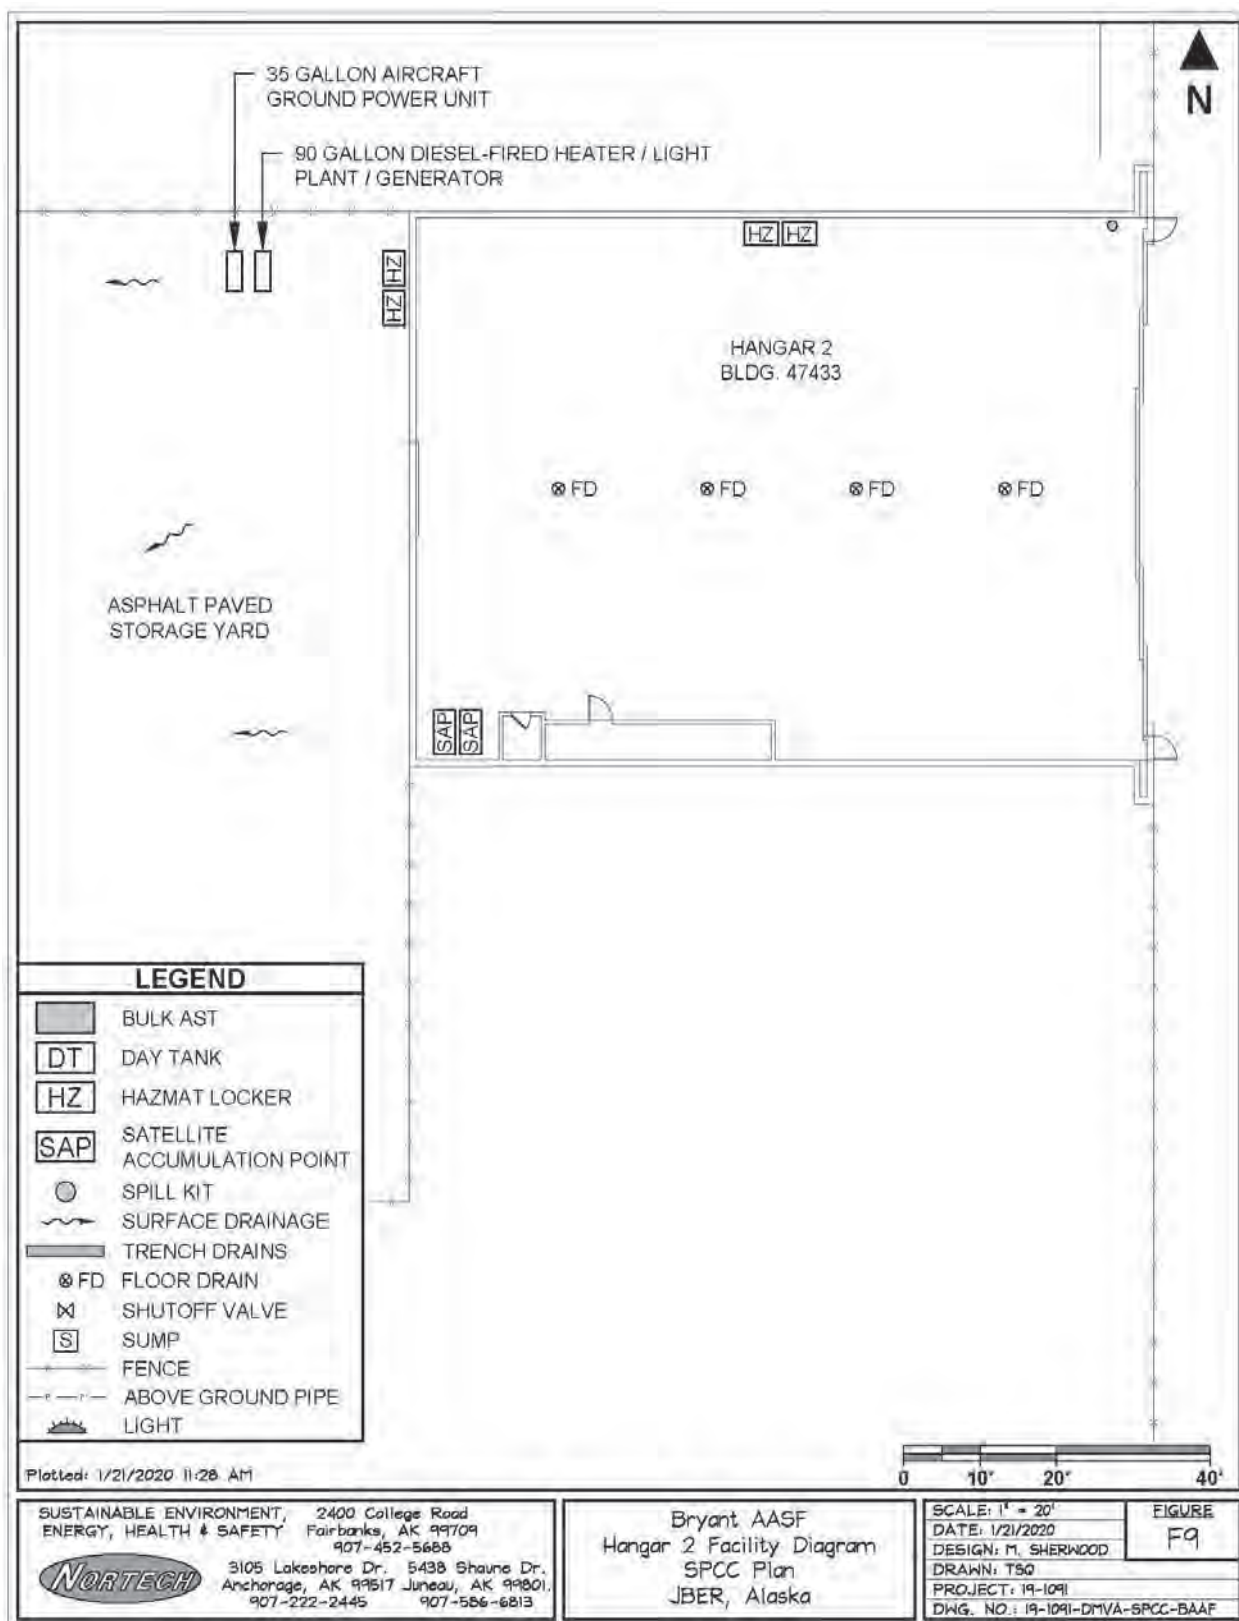 35 GALLON AIRCRAFT
GROUND POWER UNIT
N
90 GALLON DIESEL-FIRED HEATER / LIGHT
PLANT / GENERATOR
HZ HZ
HZ
HZ
HANGAR 2
BLDG. 47433
FD FD FD FD
ASPHALT PAVED
STORAGE YARD
SAP SAP
LEGEND
BULK AST
DT DAY TANK
HZ HAZMAT LOCKER
SAP SATELLITE
ACCUMULATION POINT
SPILL KIT
SURFACE DRAINAGE
TRENCH DRAINS
FD FLOOR DRAIN
SHUTOFF VALVE
S SUMP
FENCE
ABOVE GROUND PIPE
LIGHT
Plotted: 1/21/2020 11:28 AM
0 10' 20' 40'
SUSTAINABLE ENVIRONMENT,
ENERGY, HEALTH & SAFETY
2400 College Road
Fairbanks, AK 99709
907-452-5688
NORTECH
3105 Lakeshore Dr. 5438 Shaune Dr.
Anchorage, AK 99517 Juneau, AK 99801.
907-222-2445 907-586-6813
Bryant AASF
Hangar 2 Facility Diagram
SPCC Plan
JBER, Alaska
SCALE: 1" = 20'
DATE: 1/21/2020
DESIGN: M. SHERWOOD
DRAWN: TSQ
PROJECT: 19-1091
DWG. NO.: 19-1091-DMVA-SPCC-BAAF
FIGURE
F9